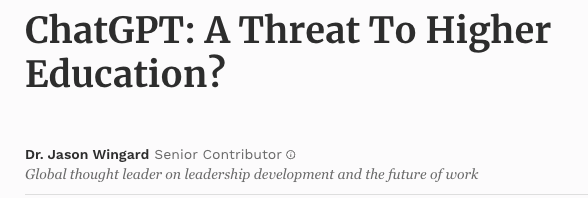 ChatGPT: A Threat To Higher
Education?
Dr. Jason Wingard Senior Contributor
Global thought leader on leadership development and the future of work